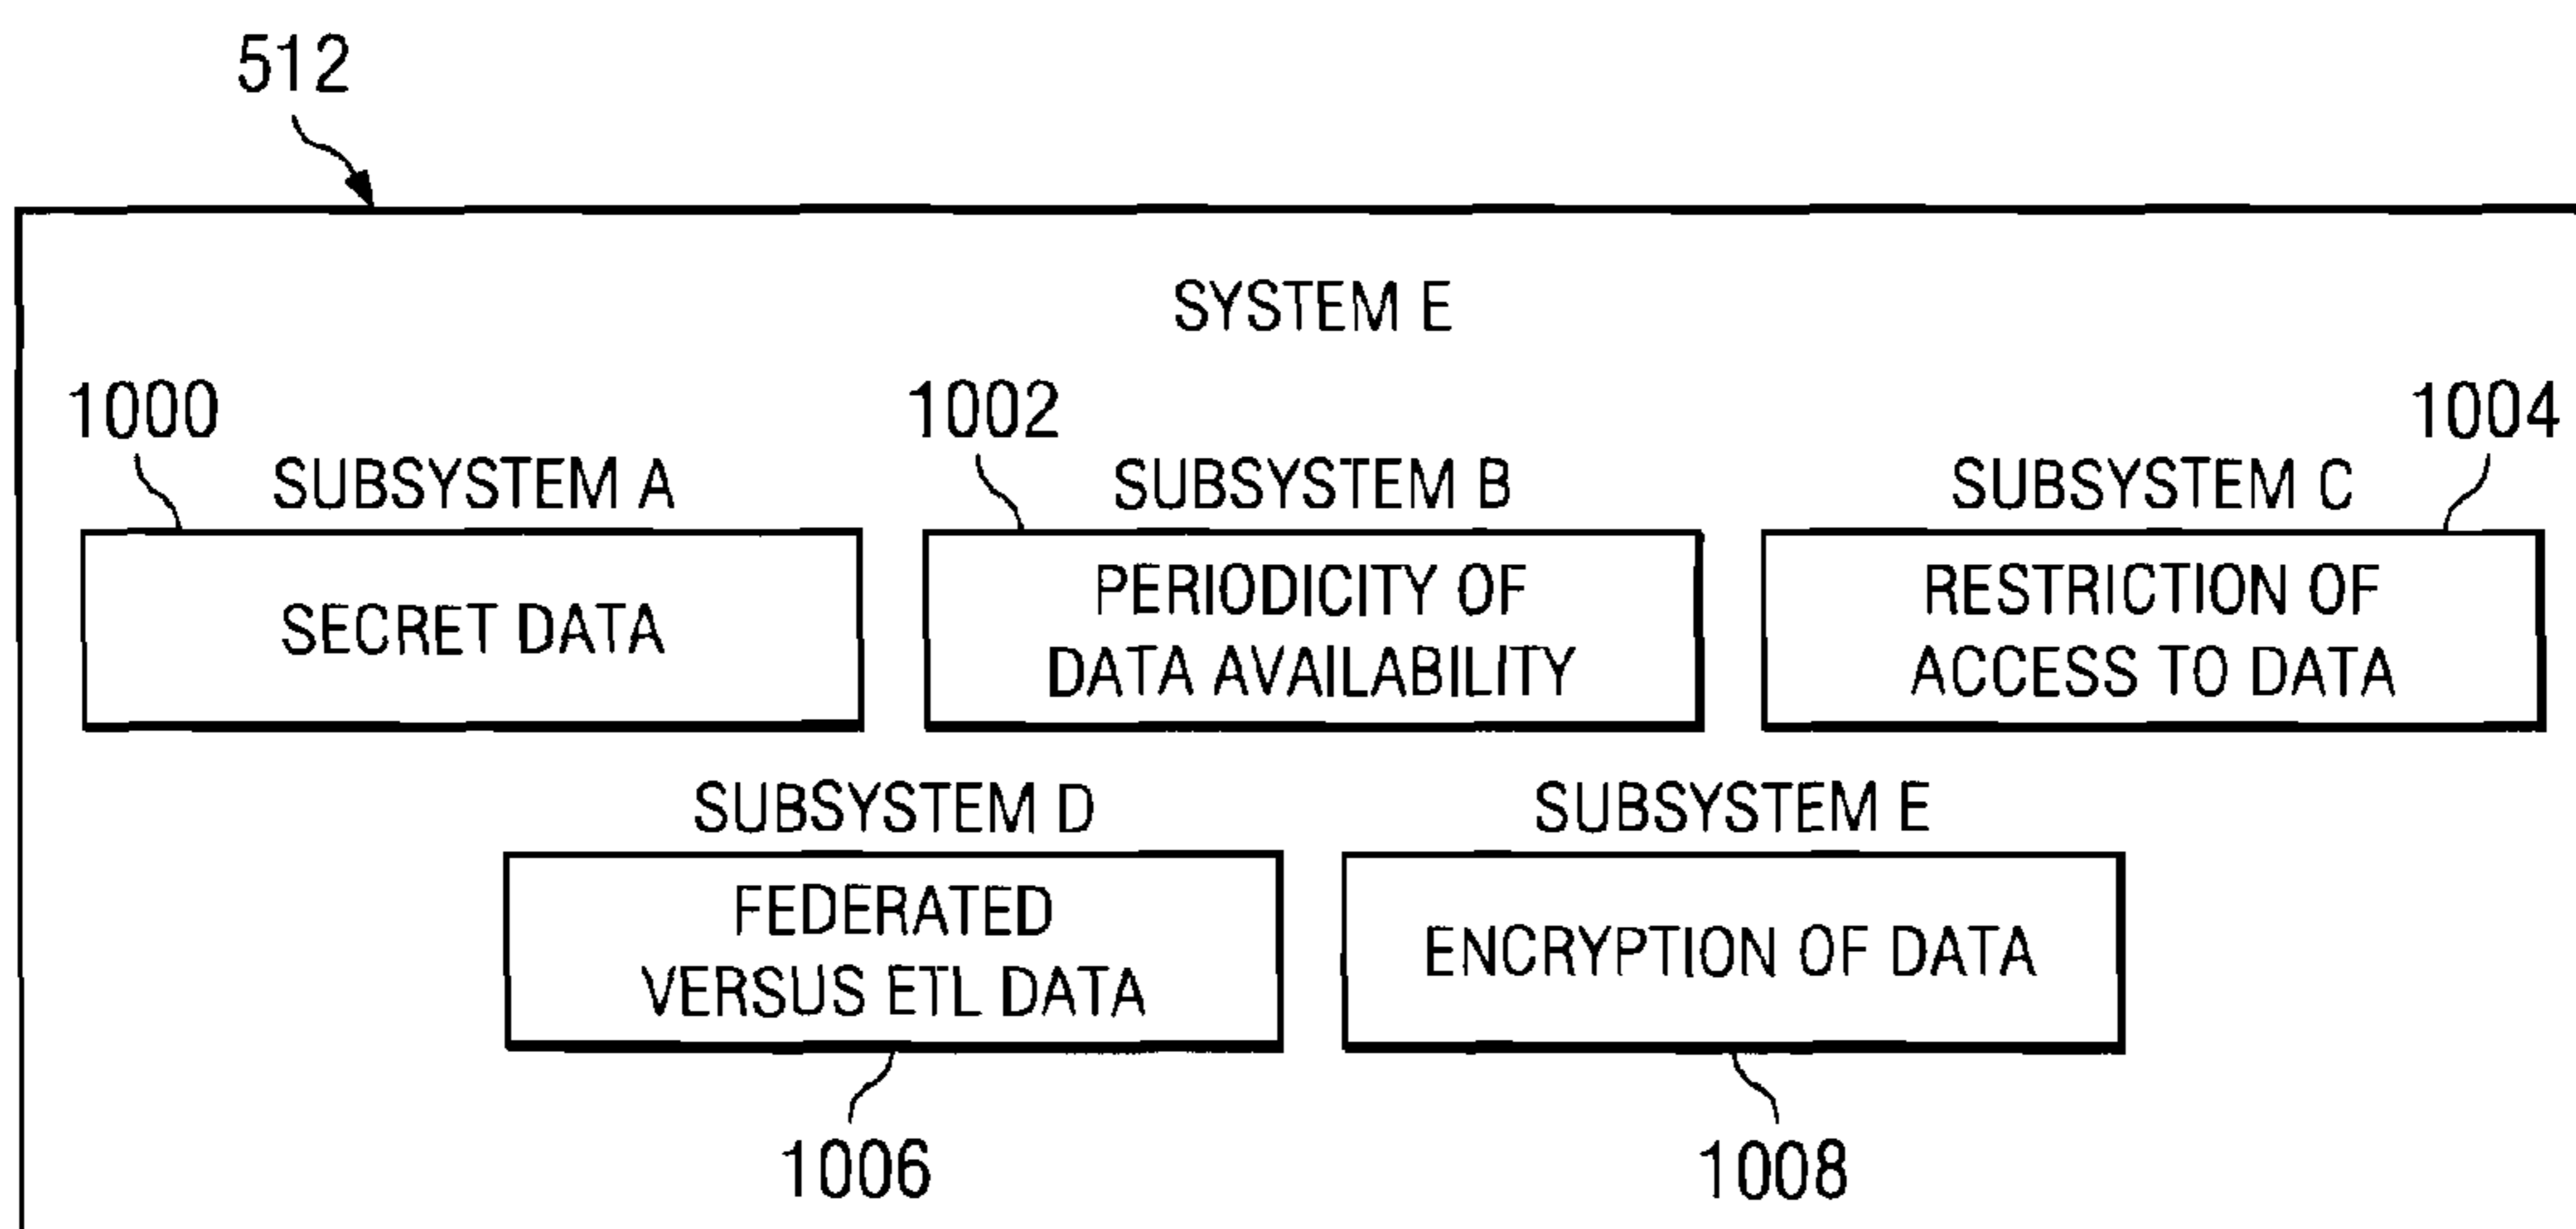 512
SYSTEM E
1000
1002
1004
SUBSYSTEM A
SUBSYSTEM B
SUBSYSTEM C
SECRET DATA
PERIODICITY OF
DATA AVAILABILITY
RESTRICTION OF
ACCESS TO DATA
SUBSYSTEM D
SUBSYSTEM E
FEDERATED
VERSUS ETL DATA
ENCRYPTION OF DATA
1006
1008